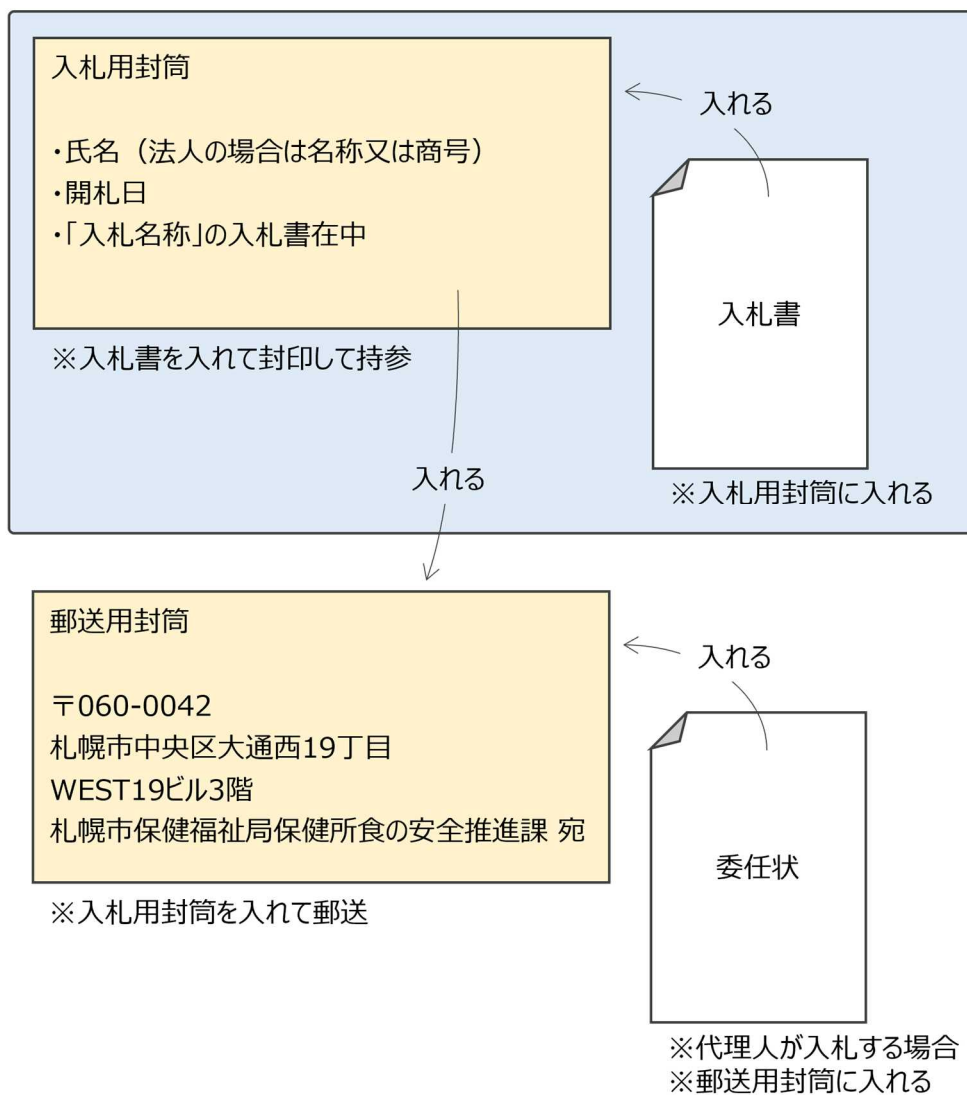 入札用封筒
・氏名（法人の場合は名称又は商号）
・開札日
・「入札名称」の入札書在中
※入札書を入れて封印して持参
入れる
入札書
※入札用封筒に入れる
入れる
郵送用封筒
〒060-0042
札幌市中央区大通西19丁目
WEST19ビル3階
札幌市保健福祉局保健所食の安全推進課 宛
※入札用封筒を入れて郵送
入れる
委任状
※代理人が入札する場合
※郵送用封筒に入れる